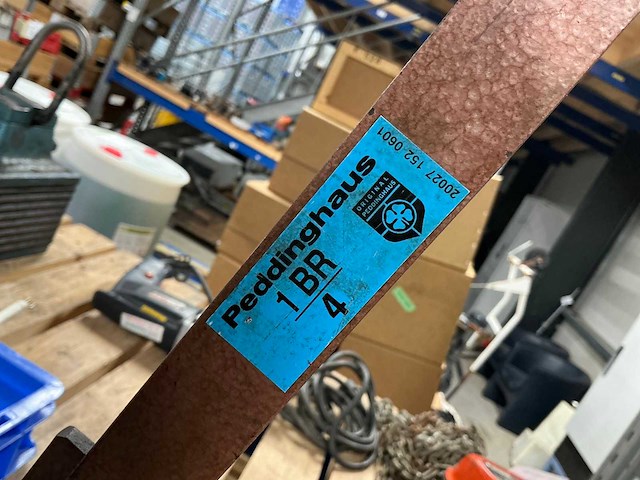 Peddinghaus
1 BR
4
ORIGINAL
PEDDINGHAUS
20027 152 0601